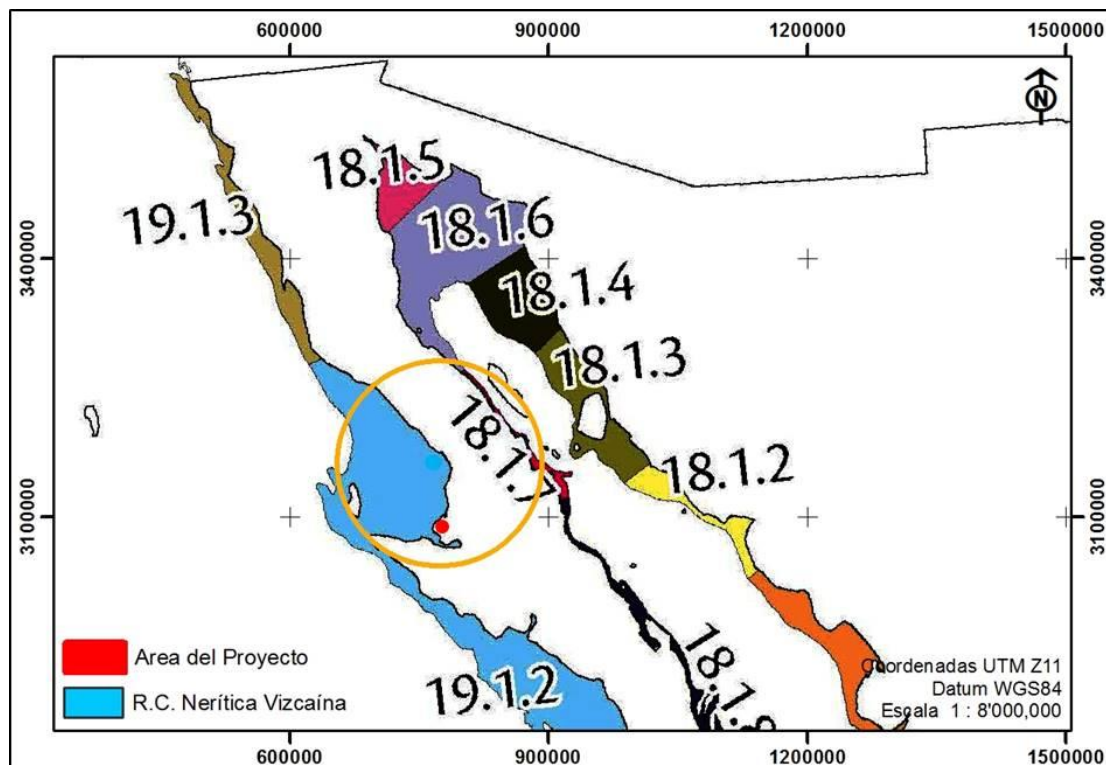 600000 900000 1200000 1500000
N
18.1.5
19.1.3
18.1.6
3400000 3400000
18.1.4
18.1.3
18.1.7
18.1.2
3100000 3100000
Area del Proyecto
R.C. Nerítica Vizcaína
19.1.2
18.1.8
Coordenadas UTM Z11
Datum WGS84
Escala 1 : 8'000,000
600000 900000 1200000 1500000